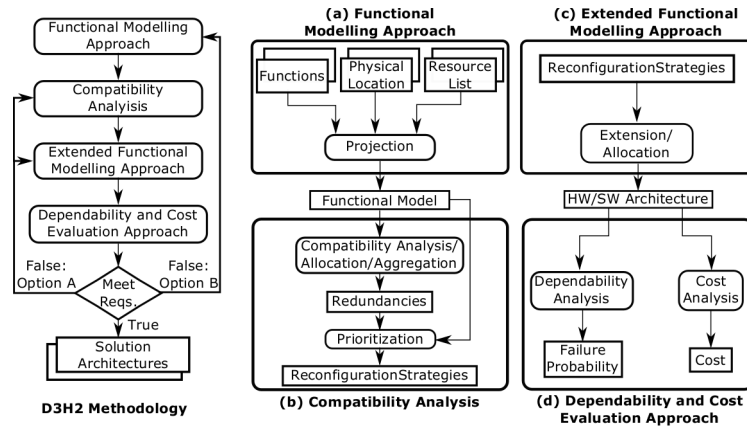 Functional Modelling
Approach
Compatibility
Analyisis
Extended Functional
Modelling Approach
Dependability and Cost
Evaluation Approach
False:
Option A
False:
Option B
Meet
Reqs.
True
Solution
Architectures
D3H2 Methodology
(a) Functional
Modelling Approach
Functions
Physical
Location
Resource
List
Projection
Functional Model
Compatibility Analysis/
Allocation/Aggregation
Redundancies
Prioritization
ReconfigurationStrategies
(b) Compatibility Analysis
(c) Extended Functional
Modelling Approach
ReconfigurationStrategies
Extension/
Allocation
HW/SW Architecture
Dependability
Analysis
Cost
Analysis
Failure
Probability
Cost
(d) Dependability and Cost
Evaluation Approach